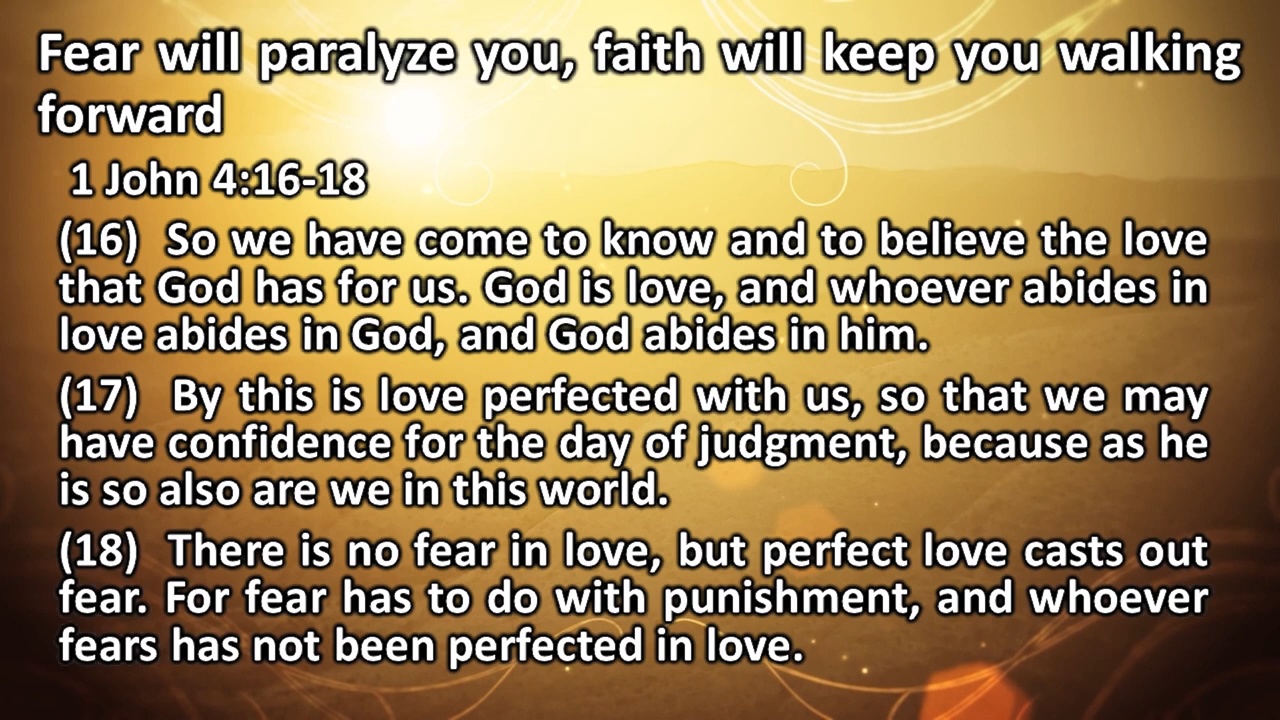 Fear will paralyze you, faith will keep you walking
forward
1 John 4:16-18
(16) So we have come to know and to believe the love
that God has for us. God is love, and whoever abides in
love abides in God, and God abides in him.
(17) By this is love perfected with us, so that we may
have confidence for the day of judgment, because as he
is so also are we in this world.
(18) There is no fear in love, but perfect love casts out
fear. For fear has to do with punishment, and whoever
fears has not been perfected in love.